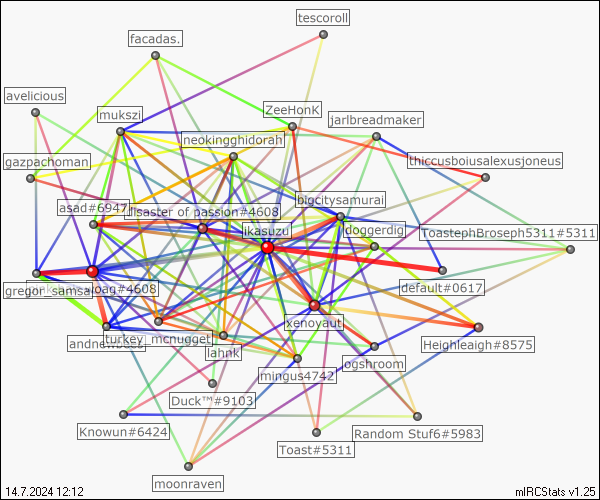 tescoroll
facadas.
avelicious
mukszi
ZeeHonK
jarlbreadmaker
neokingghidorah
gazpachoman
thiccsboiusalexusjoneus
bigcitysamurai
asad#6947
disaster of passion#4608
ikasuzu
doggerdig
ToastephBroseph5311#5311
gregor_samsa
loag#4608
default#0617
xenoyaut
turkey_mcnugget
Heighleaigh#8575
lahnk
ogshroom
mingus4742
Duck™#9103
Knowun#6424
Random Stuf6#5983
Toast#5311
moonraven
14.7.2024 12:12
mIRCStats v1.25